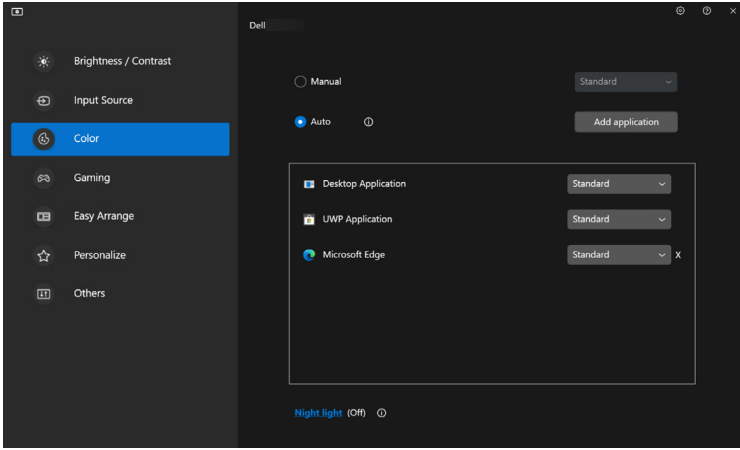 Dell
Brightness / Contrast
Input Source
Color
Gaming
Easy Arrange
Personalize
Others
Manual
Standard
Auto
Add application
Desktop Application
Standard
UWP Application
Standard
Microsoft Edge
Standard
X
Night light (Off)